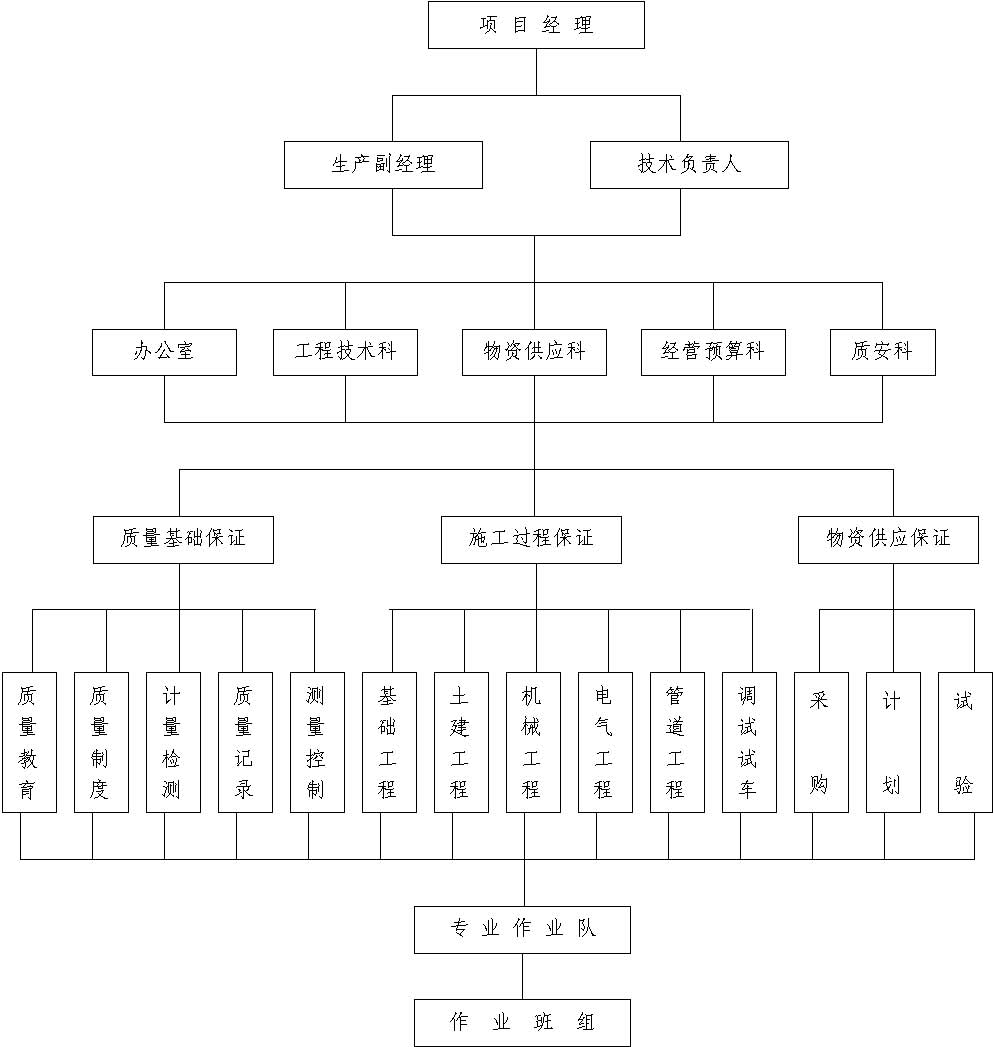 项目经理
生产副经理
技术负责人
办公室
工程技术科
物资供应科
经营预算科
质安科
质量基础保证
施工过程保证
物资供应保证
质量教育
质量制度
计量检测
质量记录
测量控制
基础工程
土建工程
机械工程
电气工程
管道工程
调试试车
采购
计划
试验
专业作业队
作业班组